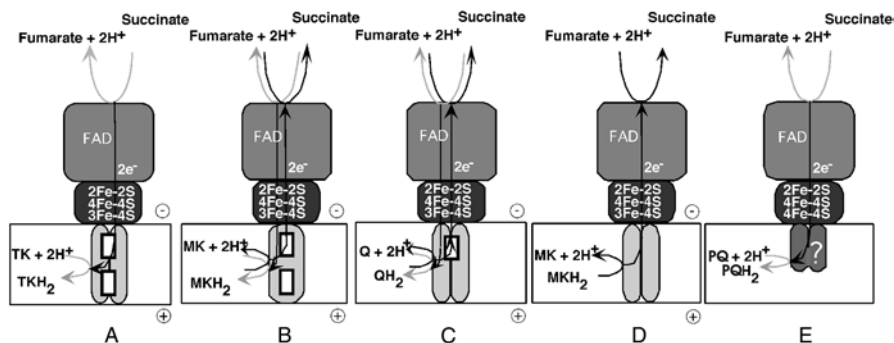 Succinate
Fumarate + 2H+
FAD
2e-
2Fe-2S
4Fe-4S
3Fe-4S
-
TK + 2H+
TKH2
+
A
Succinate
Fumarate + 2H+
FAD
2e-
2Fe-2S
4Fe-4S
3Fe-4S
-
MK + 2H+
MKH2
+
B
Succinate
Fumarate + 2H+
FAD
2e-
2Fe-2S
4Fe-4S
3Fe-4S
-
Q + 2H+
QH2
+
C
Succinate
Fumarate + 2H+
FAD
2e-
2Fe-2S
4Fe-4S
3Fe-4S
-
MK + 2H+
MKH2
+
D
Succinate
Fumarate + 2H+
FAD
2e-
2Fe-2S
4Fe-4S
4Fe-4S
-
PQ + 2H+
PQH2
?
+
E